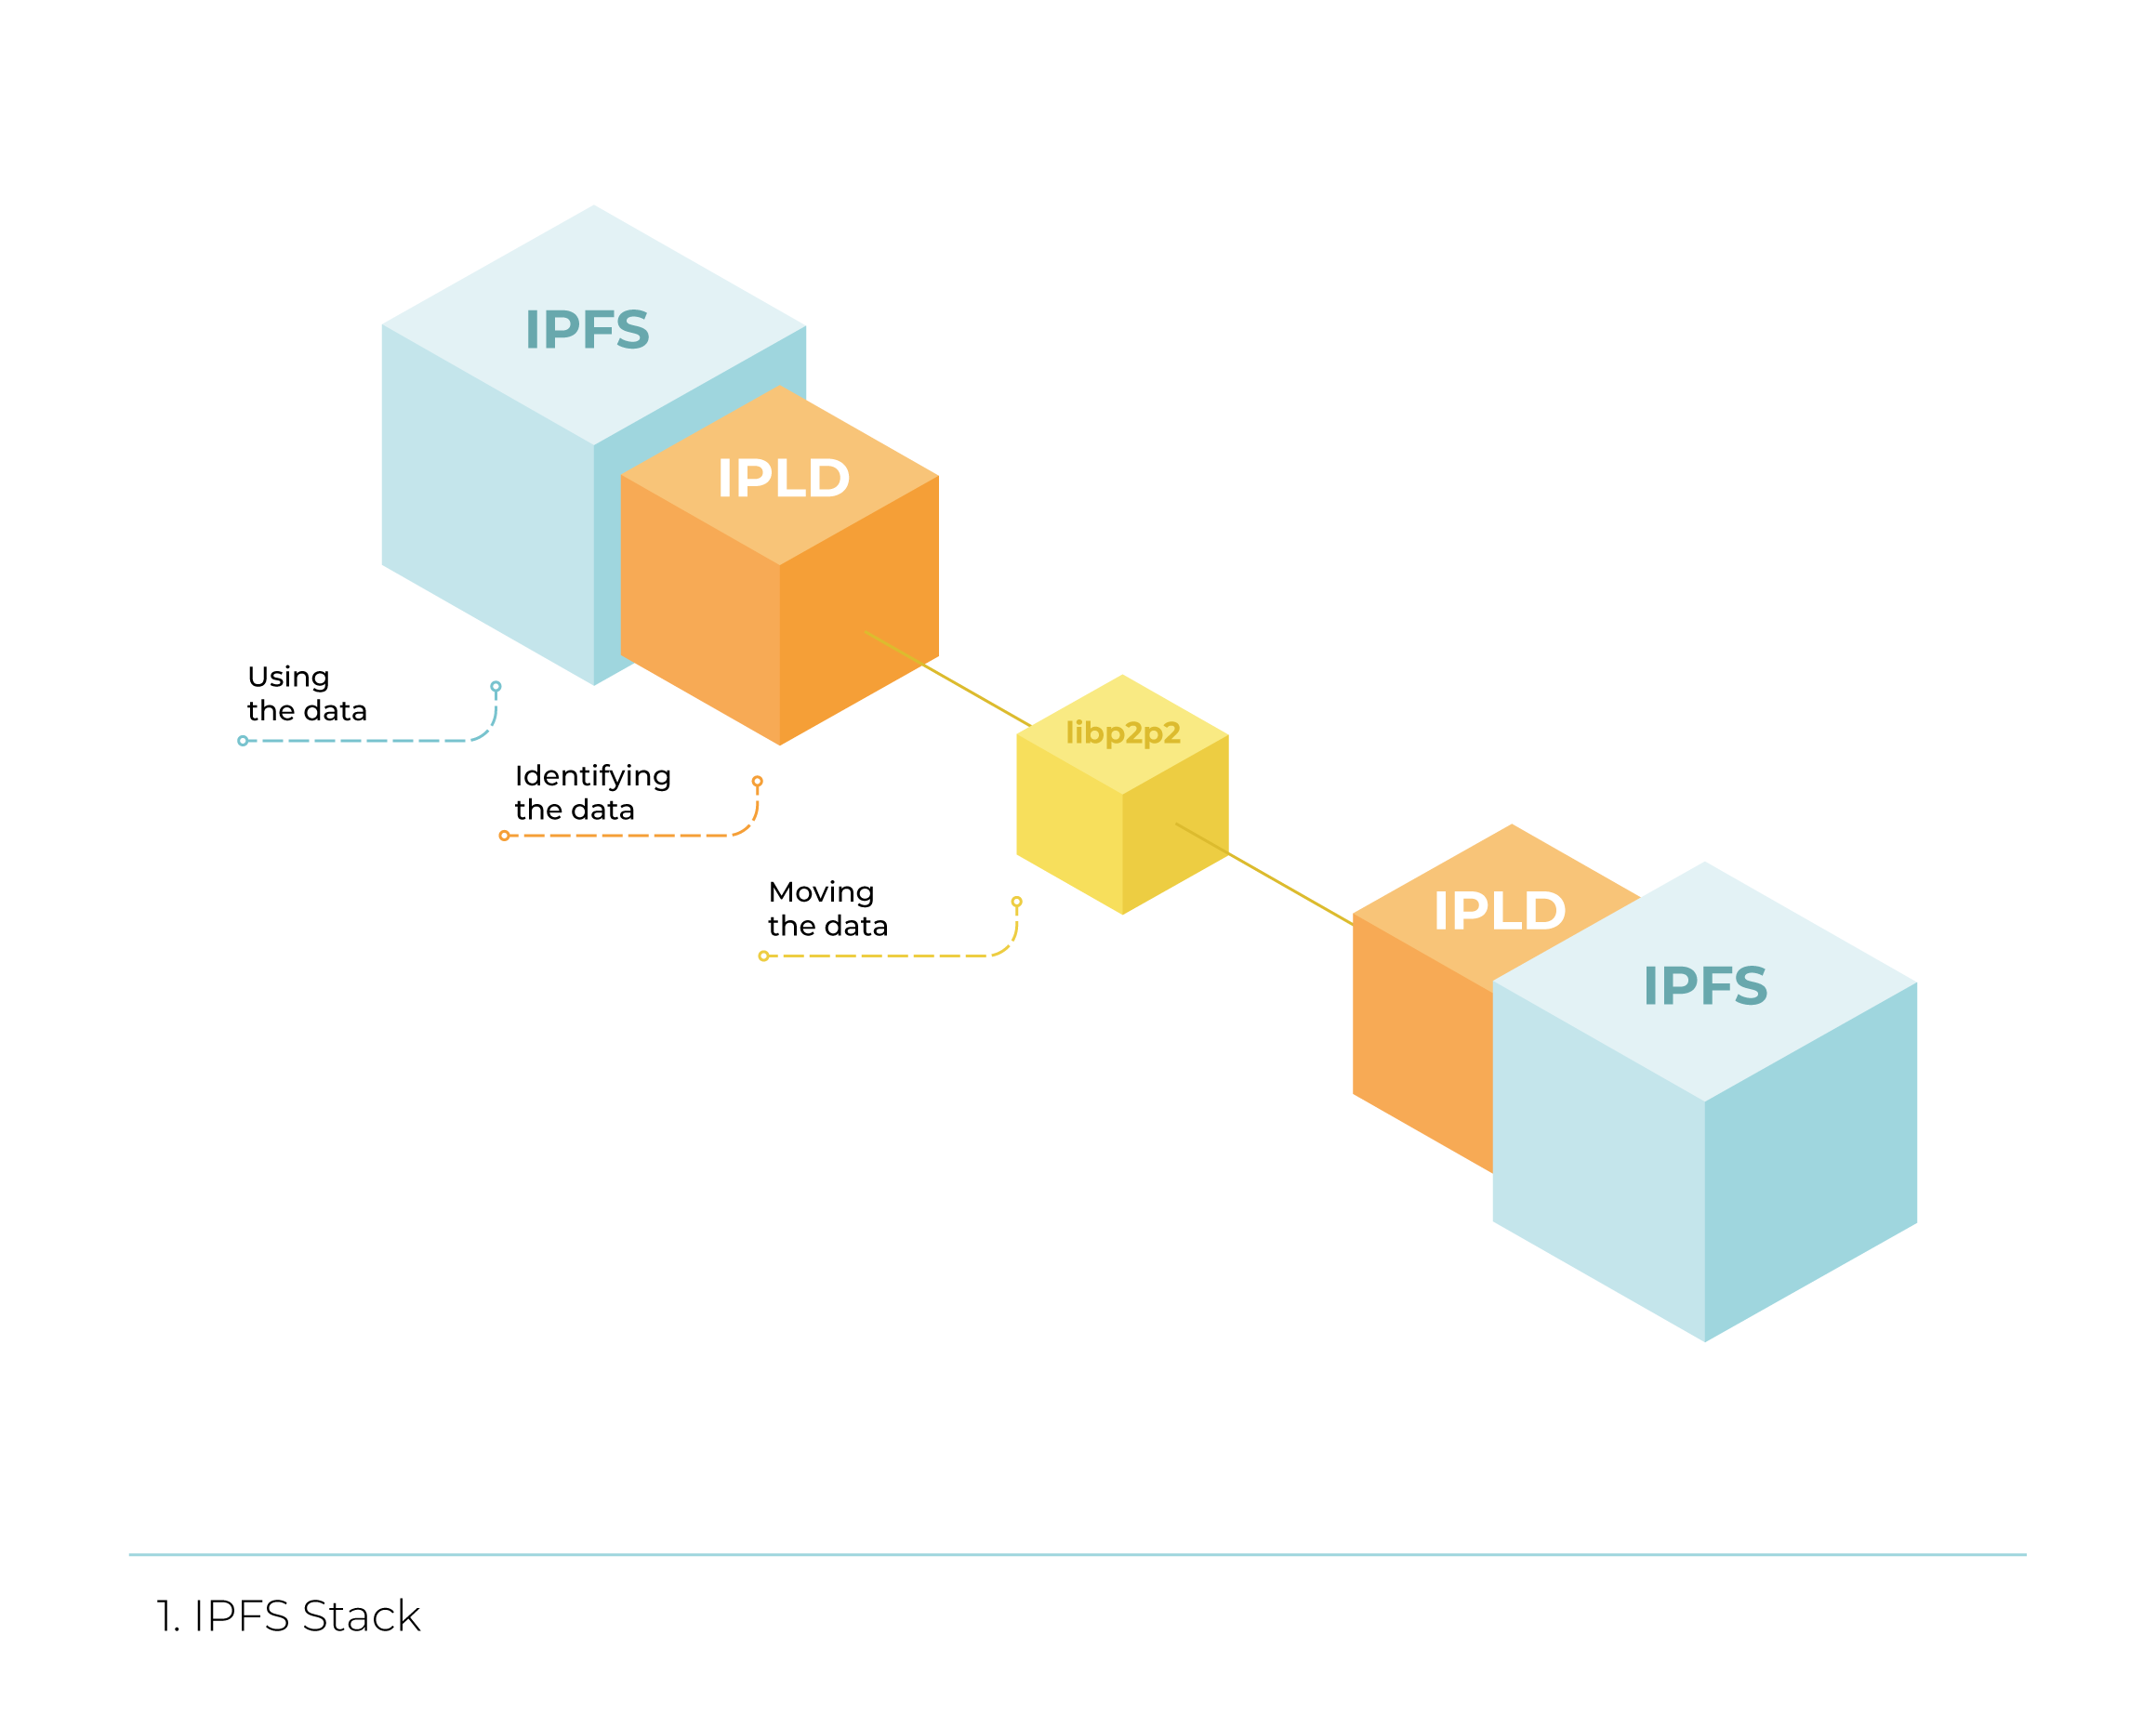 IPFS
IPLD
Using
the data
libp2p2
Identifying
the data
Moving
the data
IPLD
IPFS
1. IPFS Stack